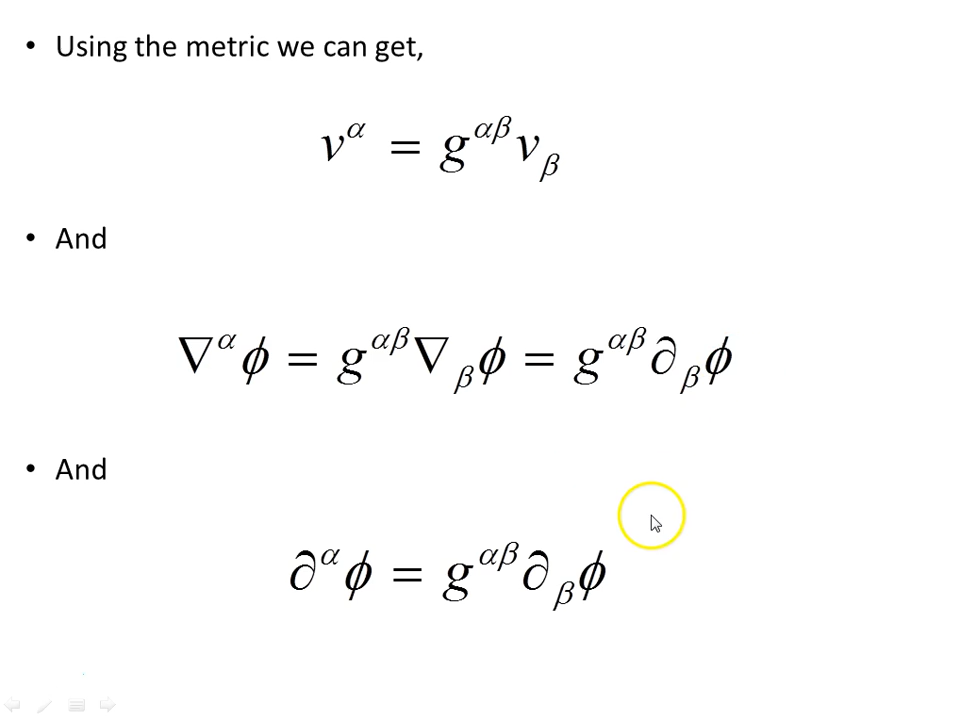 • Using the metric we can get,
v^α = g^{αβ} v_β
• And
∇^α ϕ = g^{αβ} ∇_β ϕ = g^{αβ} ∂_β ϕ
• And
∂^α ϕ = g^{αβ} ∂_β ϕ